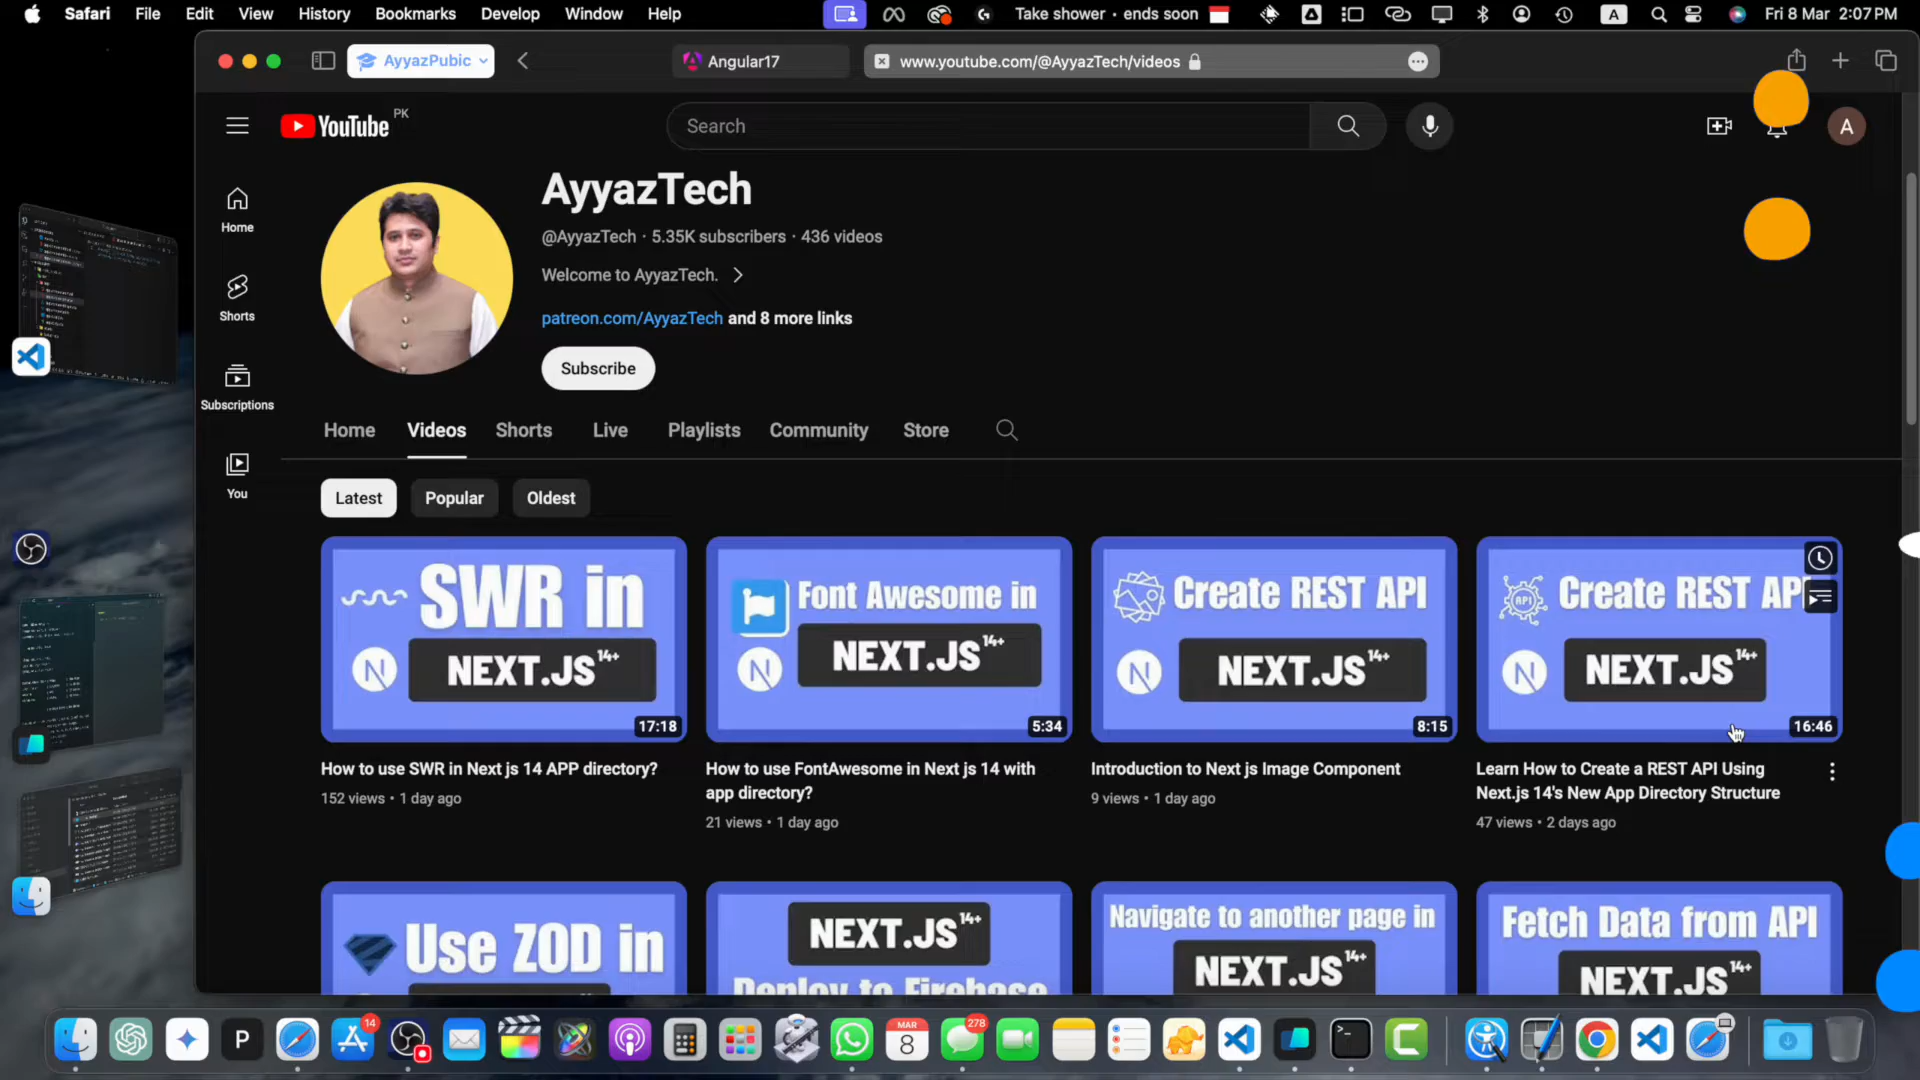 Safari File Edit View History Bookmarks Develop Window Help
Take shower · ends soon
A
Fri 8 Mar 2:07 PM
AyyazPubic
Angular17
www.youtube.com/@AyyazTech/videos
YouTube PK
Search
A
Home
Shorts
Subscriptions
You
AyyazTech
@AyyazTech · 5.35K subscribers · 436 videos
Welcome to AyyazTech.
patreon.com/AyyazTech and 8 more links
Subscribe
Home Videos Shorts Live Playlists Community Store
Latest Popular Oldest
SWR in
N NEXT.JS 14+
17:18
How to use SWR in Next js 14 APP directory?
152 views • 1 day ago
Font Awesome in
N NEXT.JS 14+
5:34
How to use FontAwesome in Next js 14 with
app directory?
21 views • 1 day ago
Create REST API
N NEXT.JS 14+
8:15
Introduction to Next js Image Component
9 views • 1 day ago
API Create REST API
N NEXT.JS 14+
16:46
Learn How to Create a REST API Using
Next.js 14's New App Directory Structure
47 views • 2 days ago
Use ZOD in
NEXT.JS 14+
Deploy to Firebase
Navigate to another page in
NEXT.JS 14+
Fetch Data from API
NEXT.JS 14+
P
14
MAR
8
278